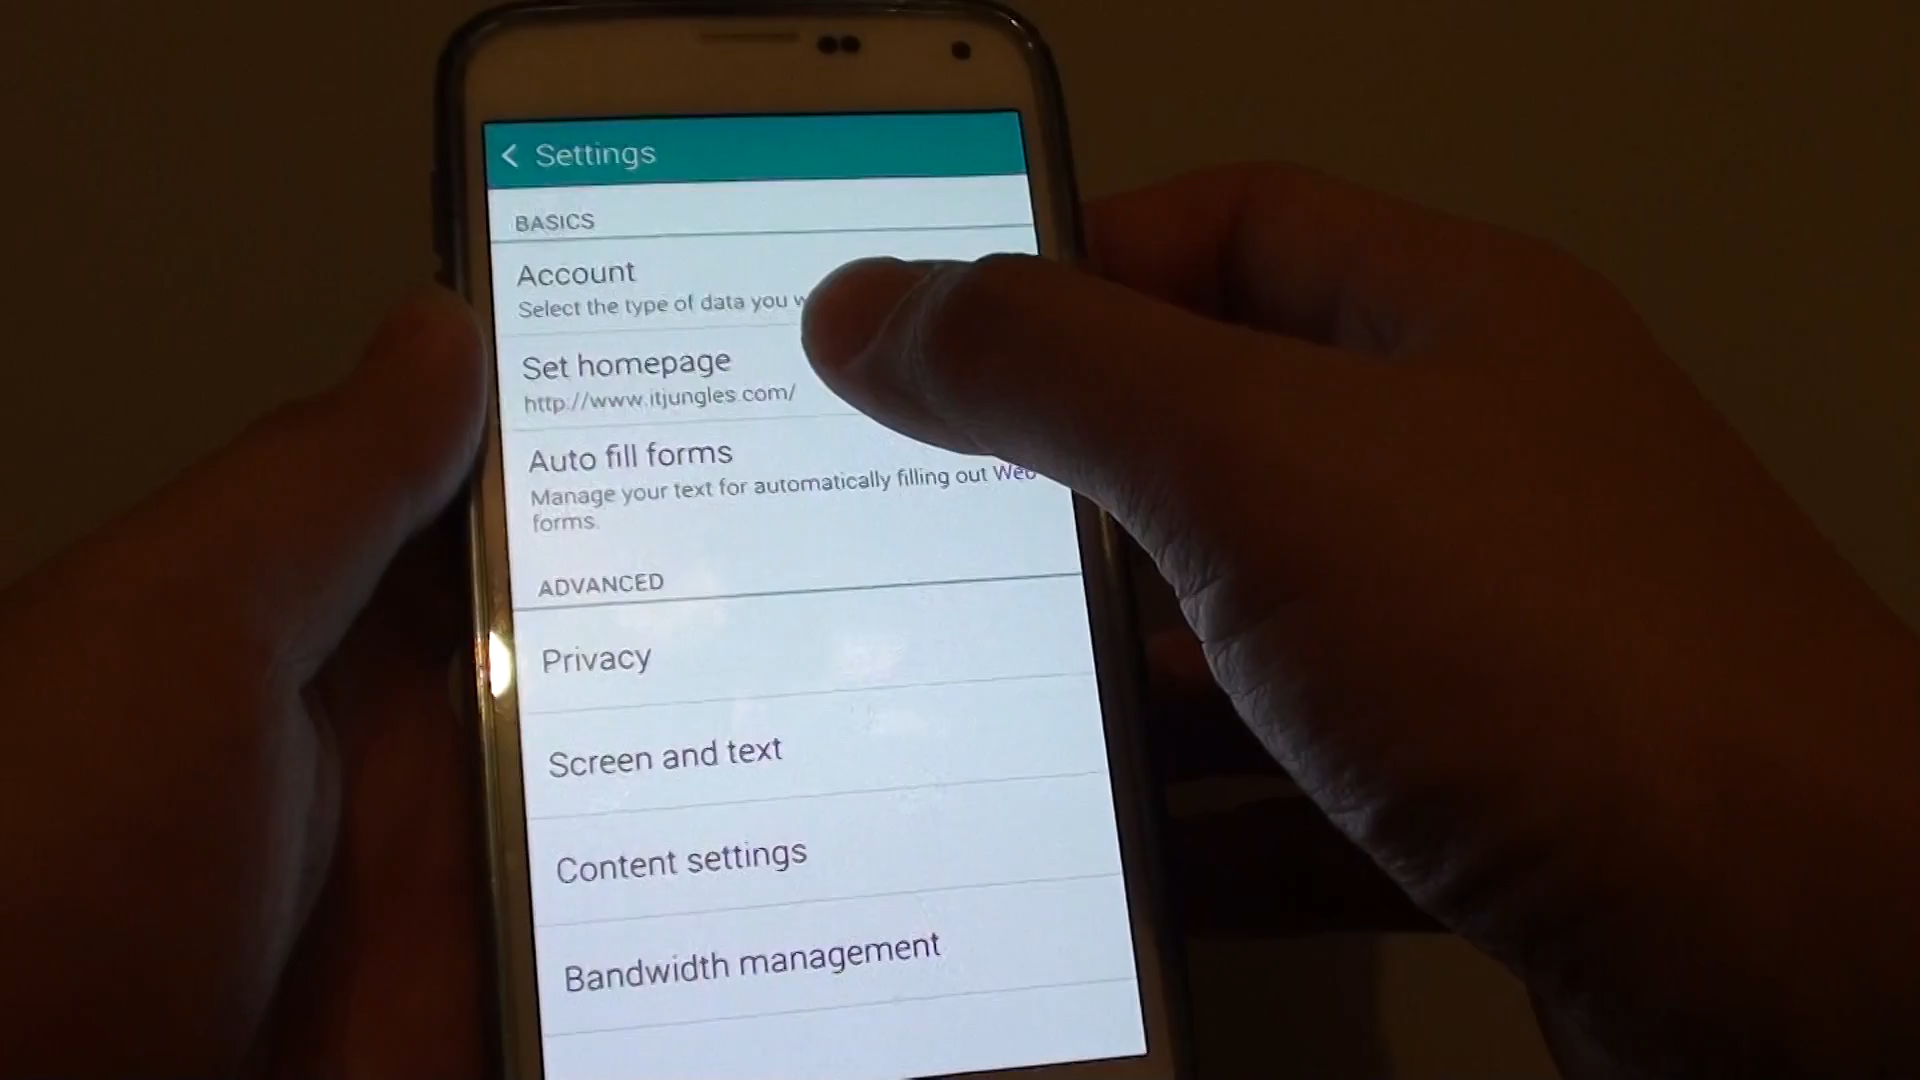 Settings
BASICS
Account
Select the type of data you
Set homepage
http://www.itjungles.com/
Auto fill forms
Manage your text for automatically filling out Web
forms.
ADVANCED
Privacy
Screen and text
Content settings
Bandwidth management